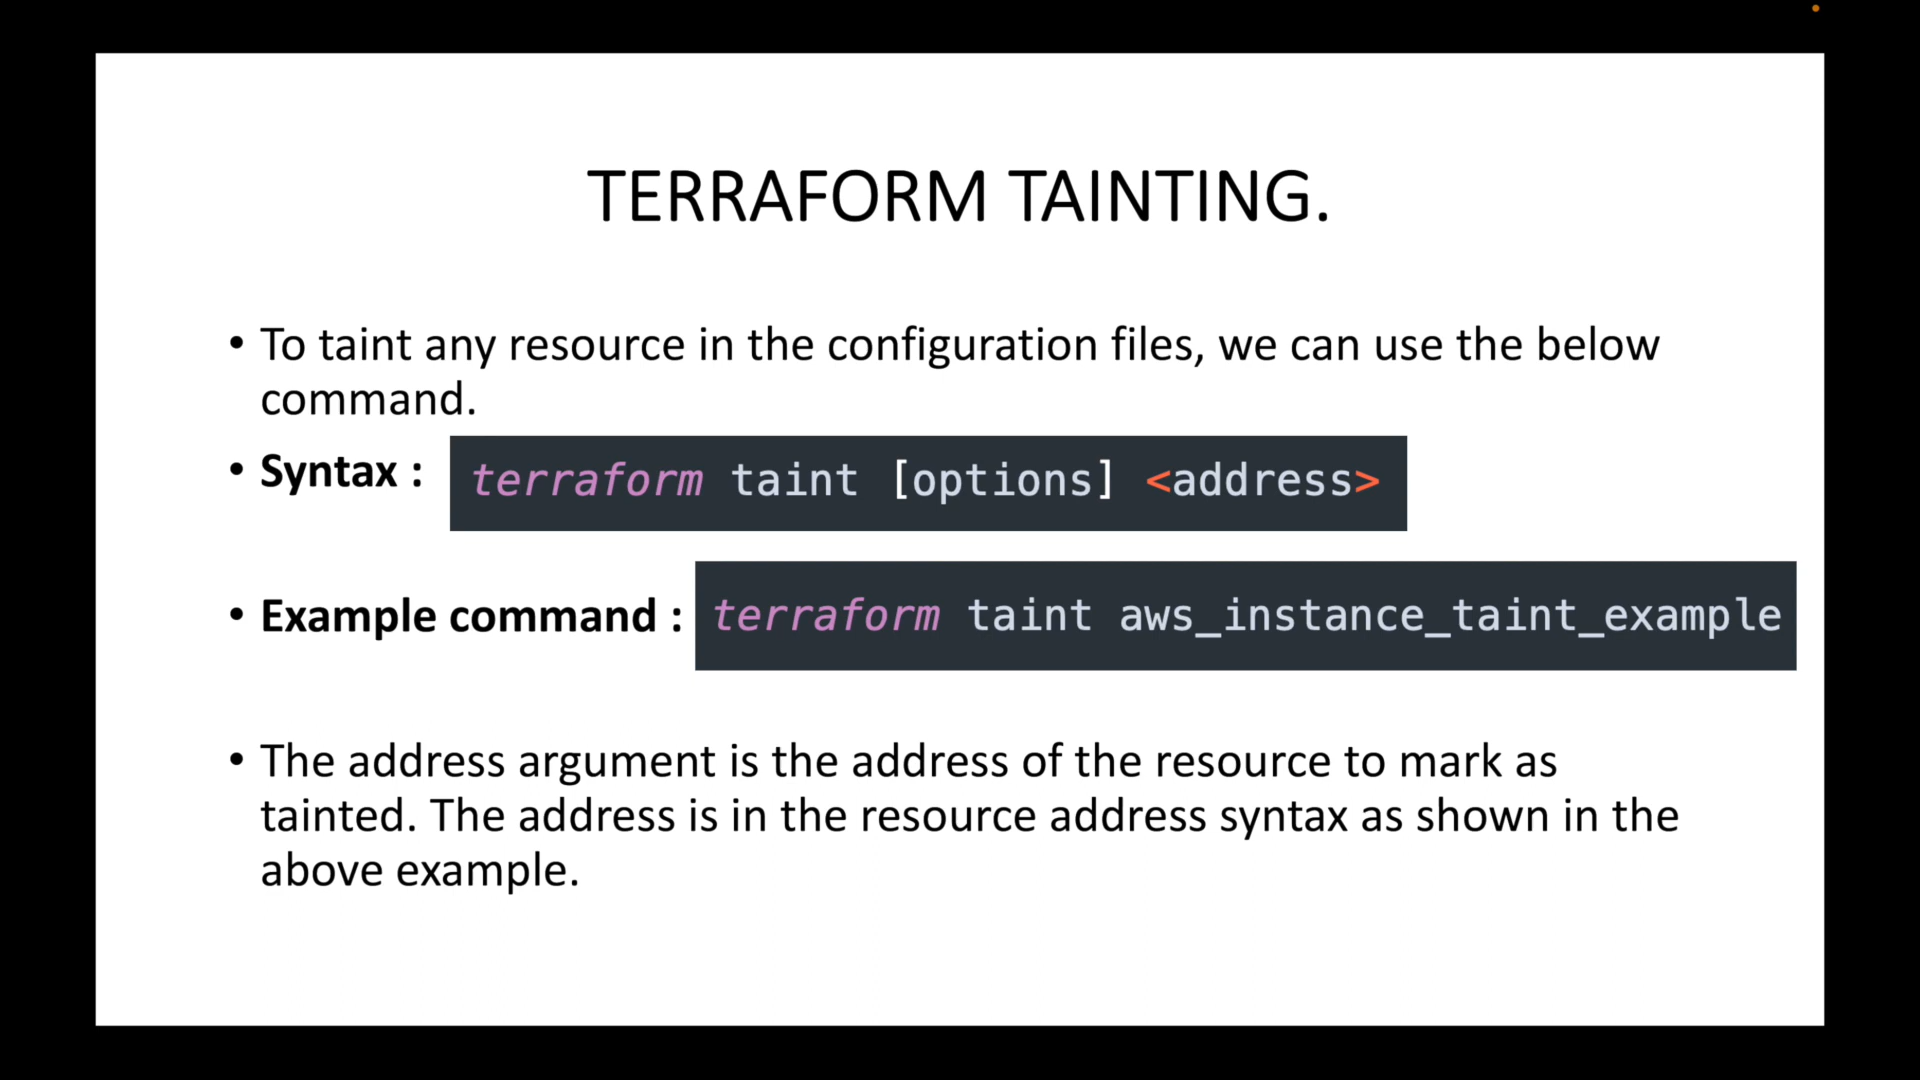 TERRAFORM TAINTING.
• To taint any resource in the configuration files, we can use the below
command.
• Syntax : terraform taint [options] <address>
• Example command : terraform taint aws_instance_taint_example
• The address argument is the address of the resource to mark as
tainted. The address is in the resource address syntax as shown in the
above example.